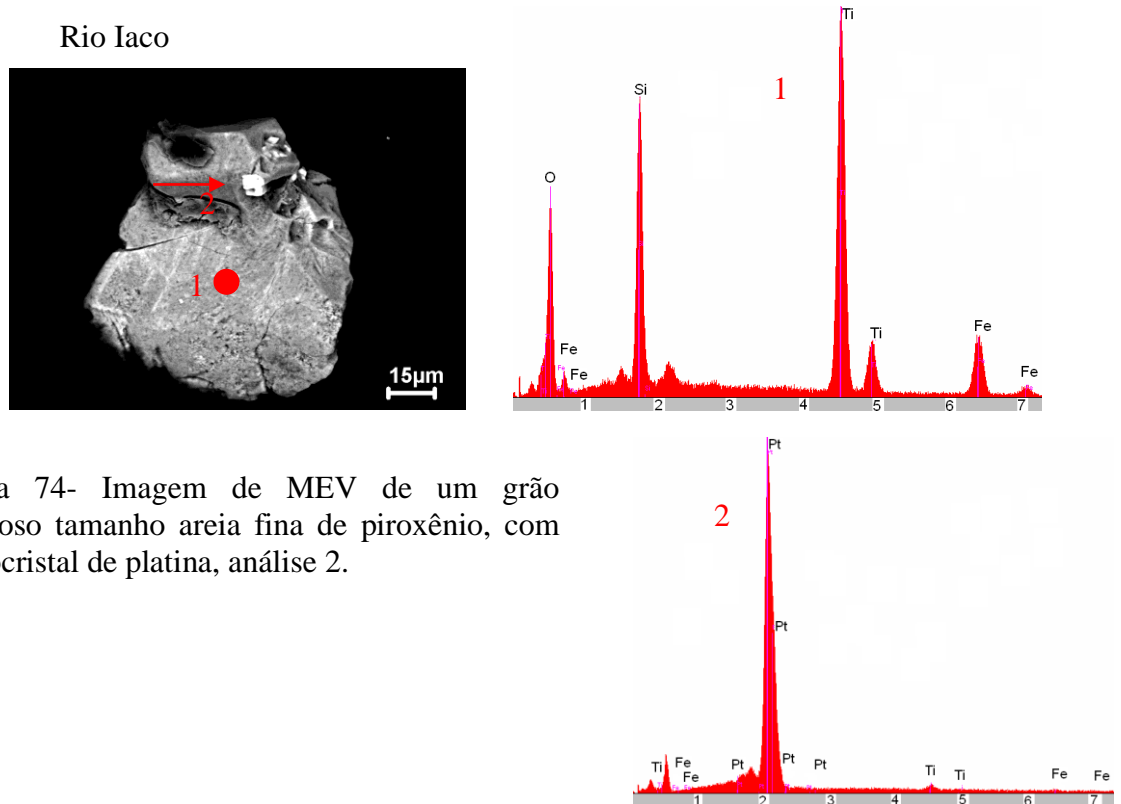 Rio Iaco
2
1
15μm
1
Ti
Si
O
Fe
Fe
Ti
Fe
Fe
1 2 3 4 5 6 7
a 74- Imagem de MEV de um grão
oso tamanho areia fina de piroxênio, com
cristal de platina, análise 2.
2
Pt
Pt
Ti
Fe
Fe
Pt
Pt
Pt
Ti
Ti
Fe
Fe
1 2 3 4 5 6 7